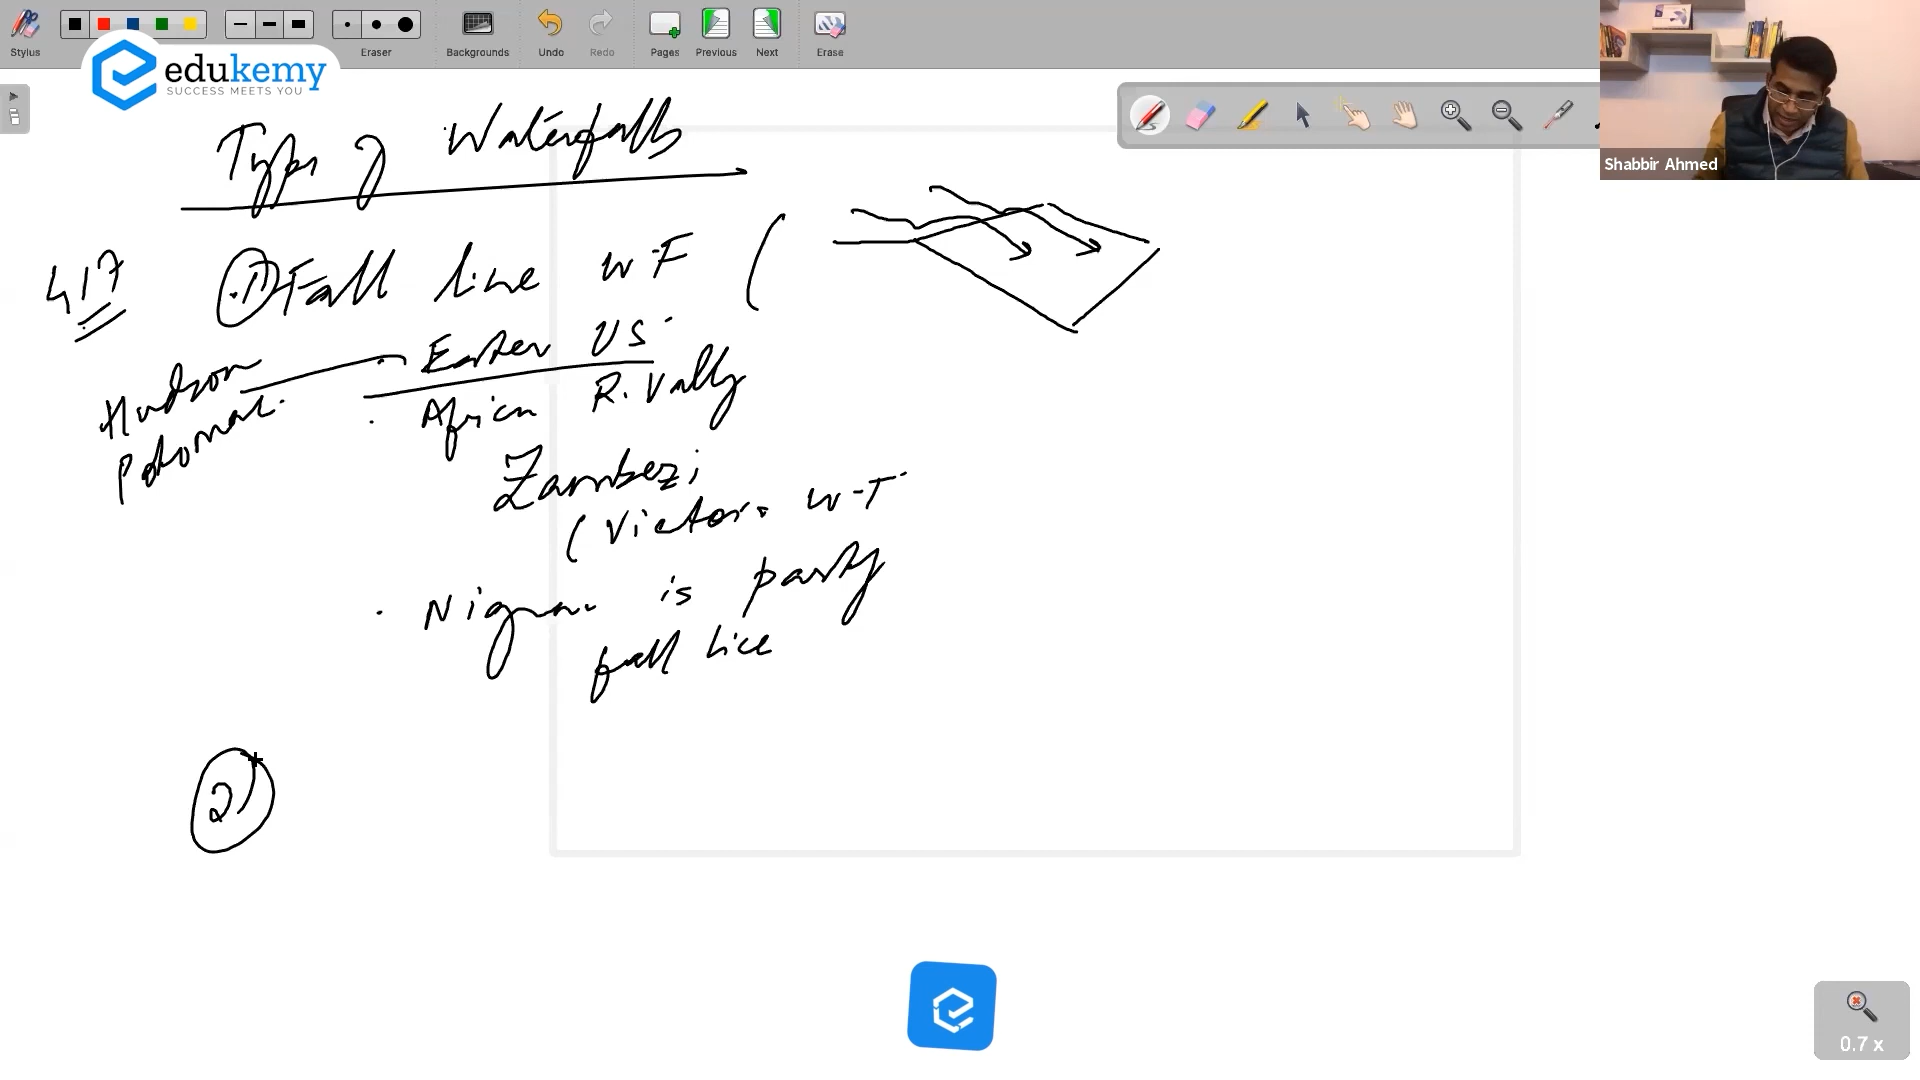 Stylus
Eraser
Backgrounds
Undo
Redo
Pages
Previous
Next
Erase
edukemy
SUCCESS MEETS YOU
Shabbir Ahmed
Types of Waterfalls
417
1) Fall line W-F (
Eastern US
Hudson
Potomac
Africa R. Vally
Zambezi
(Victoria W-F
Niagara is partly
fall line
2)
0.7 x